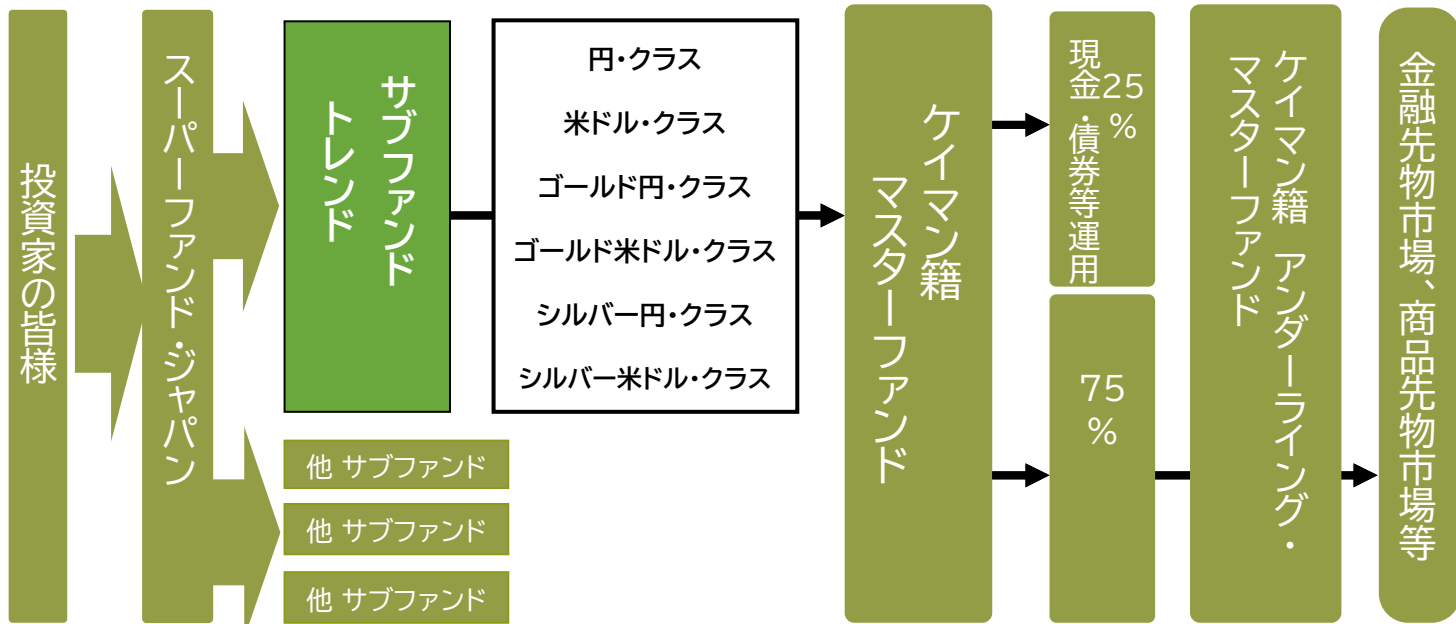 投資家の皆様
スーパーファンド・ジャパン
サブファンド
トレンド
円・クラス
米ドル・クラス
ゴールド円・クラス
ゴールド米ドル・クラス
シルバー円・クラス
シルバー米ドル・クラス
他 サブファンド
他 サブファンド
他 サブファンド
ケイマン籍
マスターファンド
25%
現金・債券等運用
75%
ケイマン籍 アンダーライング・
マスターファンド
金融先物市場、商品先物市場等